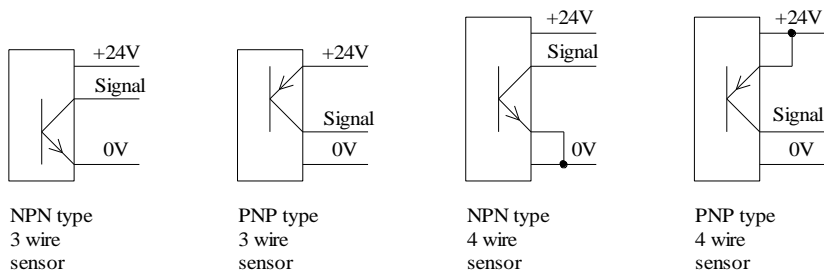 +24V
Signal
0V
NPN type
3 wire
sensor
+24V
Signal
0V
PNP type
3 wire
sensor
+24V
Signal
0V
NPN type
4 wire
sensor
+24V
Signal
0V
PNP type
4 wire
sensor